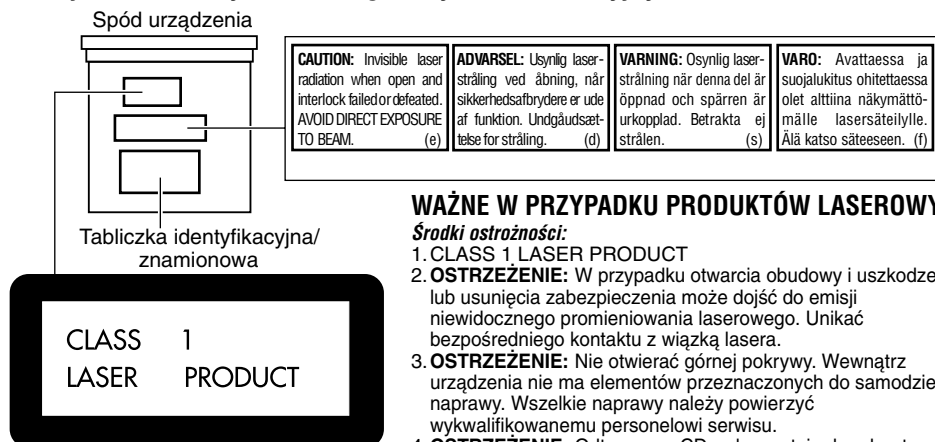 Spód urządzenia
CAUTION: Invisible laser
radiation when open and
interlock failed or defeated.
AVOID DIRECT EXPOSURE
TO BEAM. (e)
ADVARSEL: Usynlig laser-
stråling ved åbning, når
sikkerhedsafbrydere er ude
af funktion. Undgåudsæt-
telse for stråling. (d)
VARNING: Osynlig laser-
strålning när denna del är
öppnad och spärren är
urkopplad. Betrakta ej
strålen. (s)
VARO: Avattaessa ja
suojalukitus ohitettaessa
olet alttiina näkymättö-
mälle lasersäteilylle.
Älä katso säteeseen. (f)
Tabliczka identyfikacyjna/
znamionowa
CLASS 1
LASER PRODUCT
WAŻNE W PRZYPADKU PRODUKTÓW
Środki ostrożności:
1. CLASS 1 LASER PRODUCT
2. OSTRZEŻENIE: W przypadku otwarcia obudowy i
lub usunięcia zabezpieczenia może dojść do emisji
niewidocznego promieniowania laserowego. Unikać
bezpośredniego kontaktu z wiązką lasera.
3. OSTRZEŻENIE: Nie otwierać górnej pokrywy. Wewnątrz
urządzenia nie ma elementów przeznaczonych do
naprawy. Wszelkie naprawy należy powierzyć
wykwalifikowanemu personelowi serwisu.